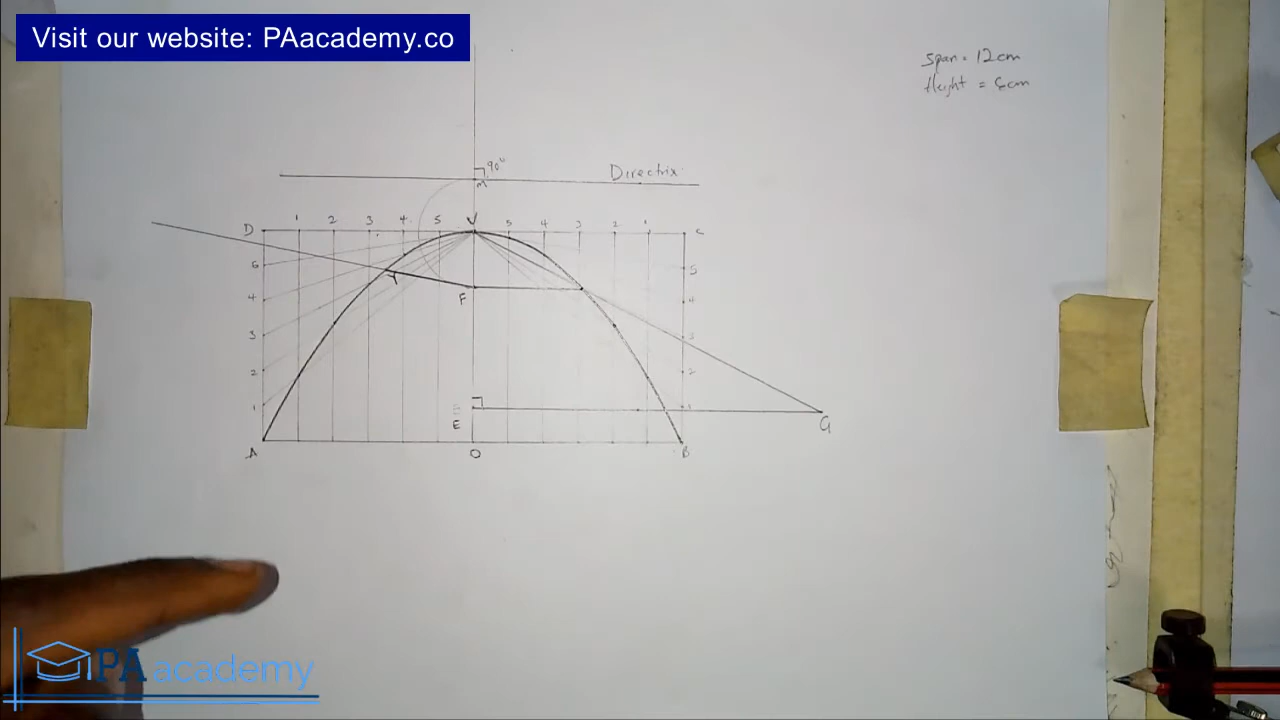 Visit our website: PAacademy.co
span = 12cm
Height = 6cm
90°
Directrix
M
D 1 2 3 4 5 V 5 4 3 2 1 C
5 5
4 4
Y F
3 3
2 2
1 1
E
G
A O B
PA academy